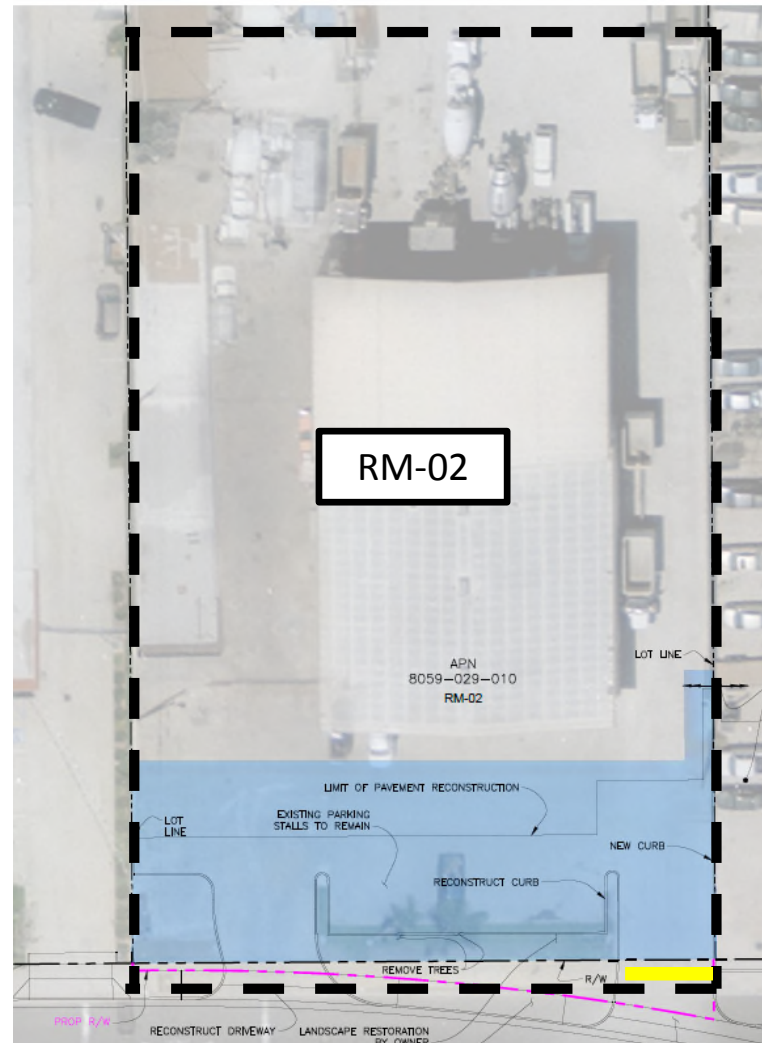 RM-02
APN
8059-029-010
RM-02
LOT LINE
LIMIT OF PAVEMENT RECONSTRUCTION
EXISTING PARKING
STALLS TO REMAIN
LOT
LINE
NEW CURB
RECONSTRUCT CURB
REMOVE TREES
R/W
PROP R/W
RECONSTRUCT DRIVEWAY
LANDSCAPE RESTORATION
BY OWNER